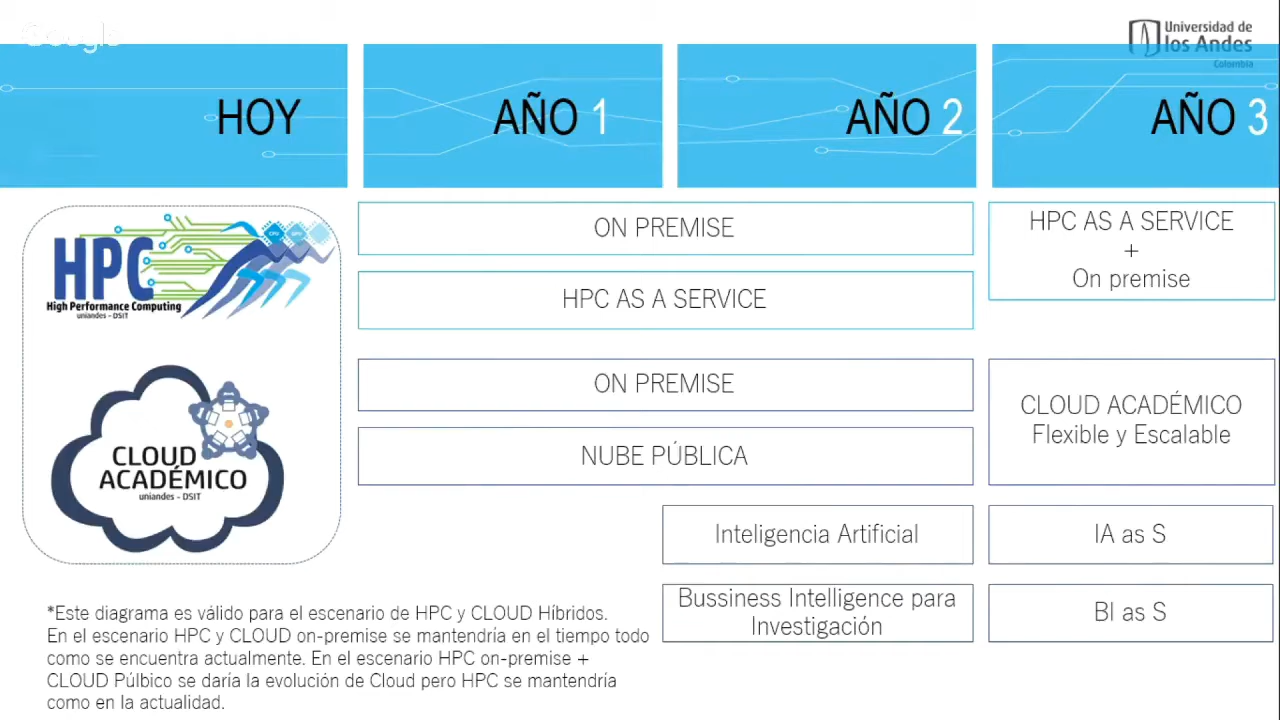 Google
Universidad de
los Andes
Colombia
HOY
AÑO 1
AÑO 2
AÑO 3
HPC
High Performance Computing
uniandes - DSIT
CPU
GPU
ON PREMISE
HPC AS A SERVICE
HPC AS A SERVICE
+
On premise
CLOUD
ACADÉMICO
uniandes - DSIT
ON PREMISE
NUBE PÚBLICA
CLOUD ACADÉMICO
Flexible y Escalable
Inteligencia Artificial
IA as S
Bussiness Intelligence para
Investigación
BI as S
*Este diagrama es válido para el escenario de HPC y CLOUD Híbridos.
En el escenario HPC y CLOUD on-premise se mantendría en el tiempo todo
como se encuentra actualmente. En el escenario HPC on-premise +
CLOUD Púlbico se daría la evolución de Cloud pero HPC se mantendría
como en la actualidad.